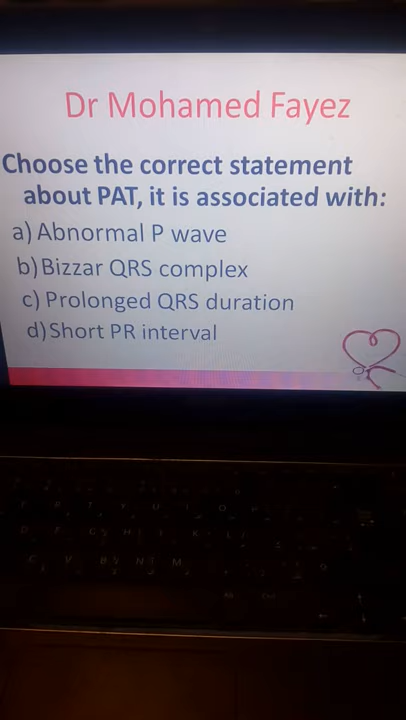 Dr Mohamed Fayez
Choose the correct statement
about PAT, it is associated with:
a) Abnormal P wave
b) Bizzar QRS complex
c) Prolonged QRS duration
d) Short PR interval